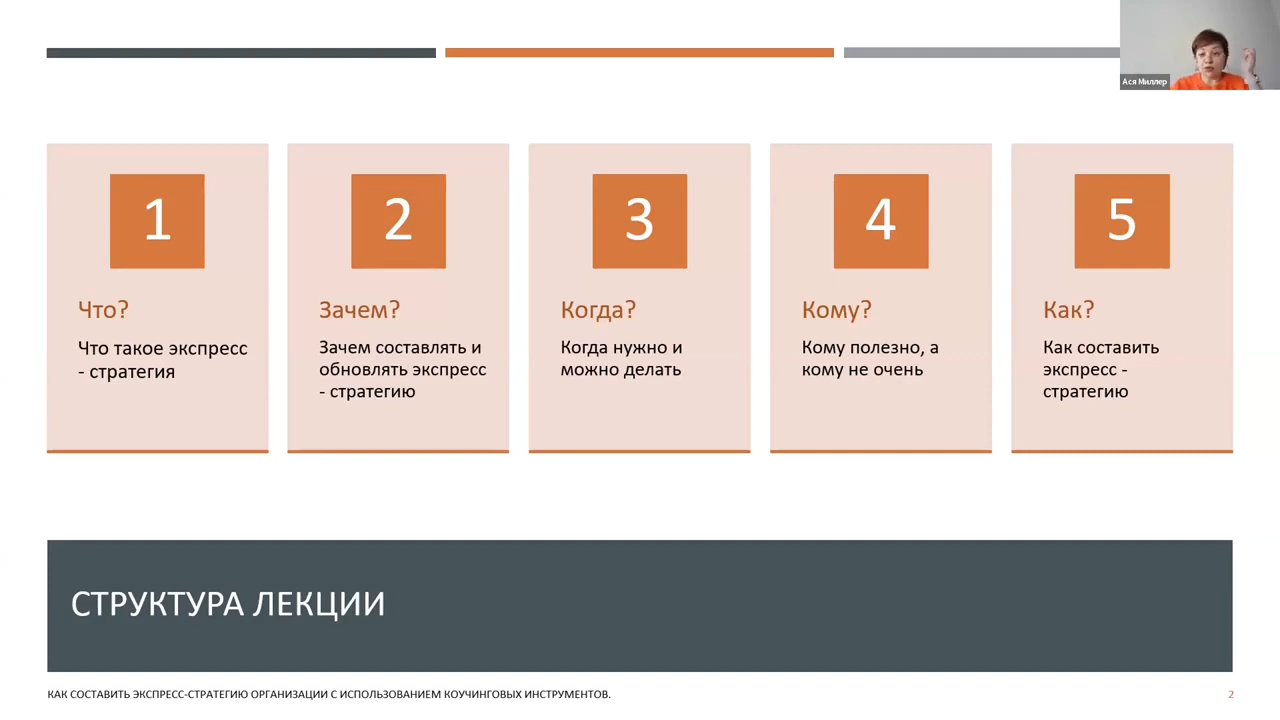 Ася Миллер
1
Что?
Что такое экспресс
- стратегия
2
Зачем?
Зачем составлять и
обновлять экспресс
- стратегию
3
Когда?
Когда нужно и
можно делать
4
Кому?
Кому полезно, а
кому не очень
5
Как?
Как составить
экспресс -
стратегию
СТРУКТУРА ЛЕКЦИИ
КАК СОСТАВИТЬ ЭКСПРЕСС-СТРАТЕГИЮ ОРГАНИЗАЦИИ С ИСПОЛЬЗОВАНИЕМ КОУЧИНГОВЫХ ИНСТРУМЕНТОВ.
2